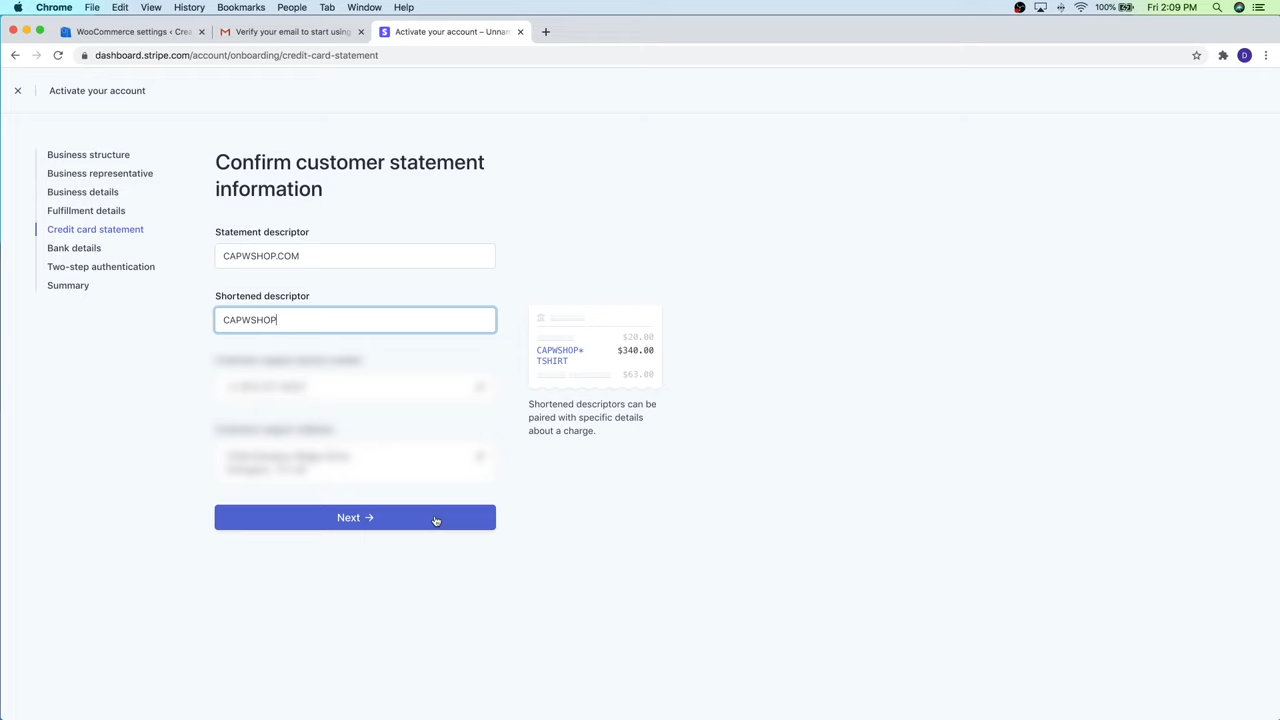 Chrome File Edit View History Bookmarks People Tab Window Help 100% Fri 2:09 PM
WooCommerce settings ‹ Crea
Verify your email to start using
Activate your account – Unnam
dashboard.stripe.com/account/onboarding/credit-card-statement
D
Activate your account
Business structure
Business representative
Business details
Fulfillment details
Credit card statement
Bank details
Two-step authentication
Summary
Confirm customer statement
information
Statement descriptor
CAPWSHOP.COM
Shortened descriptor
CAPWSHOP
Next →
$20.00
CAPWSHOP* $340.00
TSHIRT
$63.00
Shortened descriptors can be
paired with specific details
about a charge.